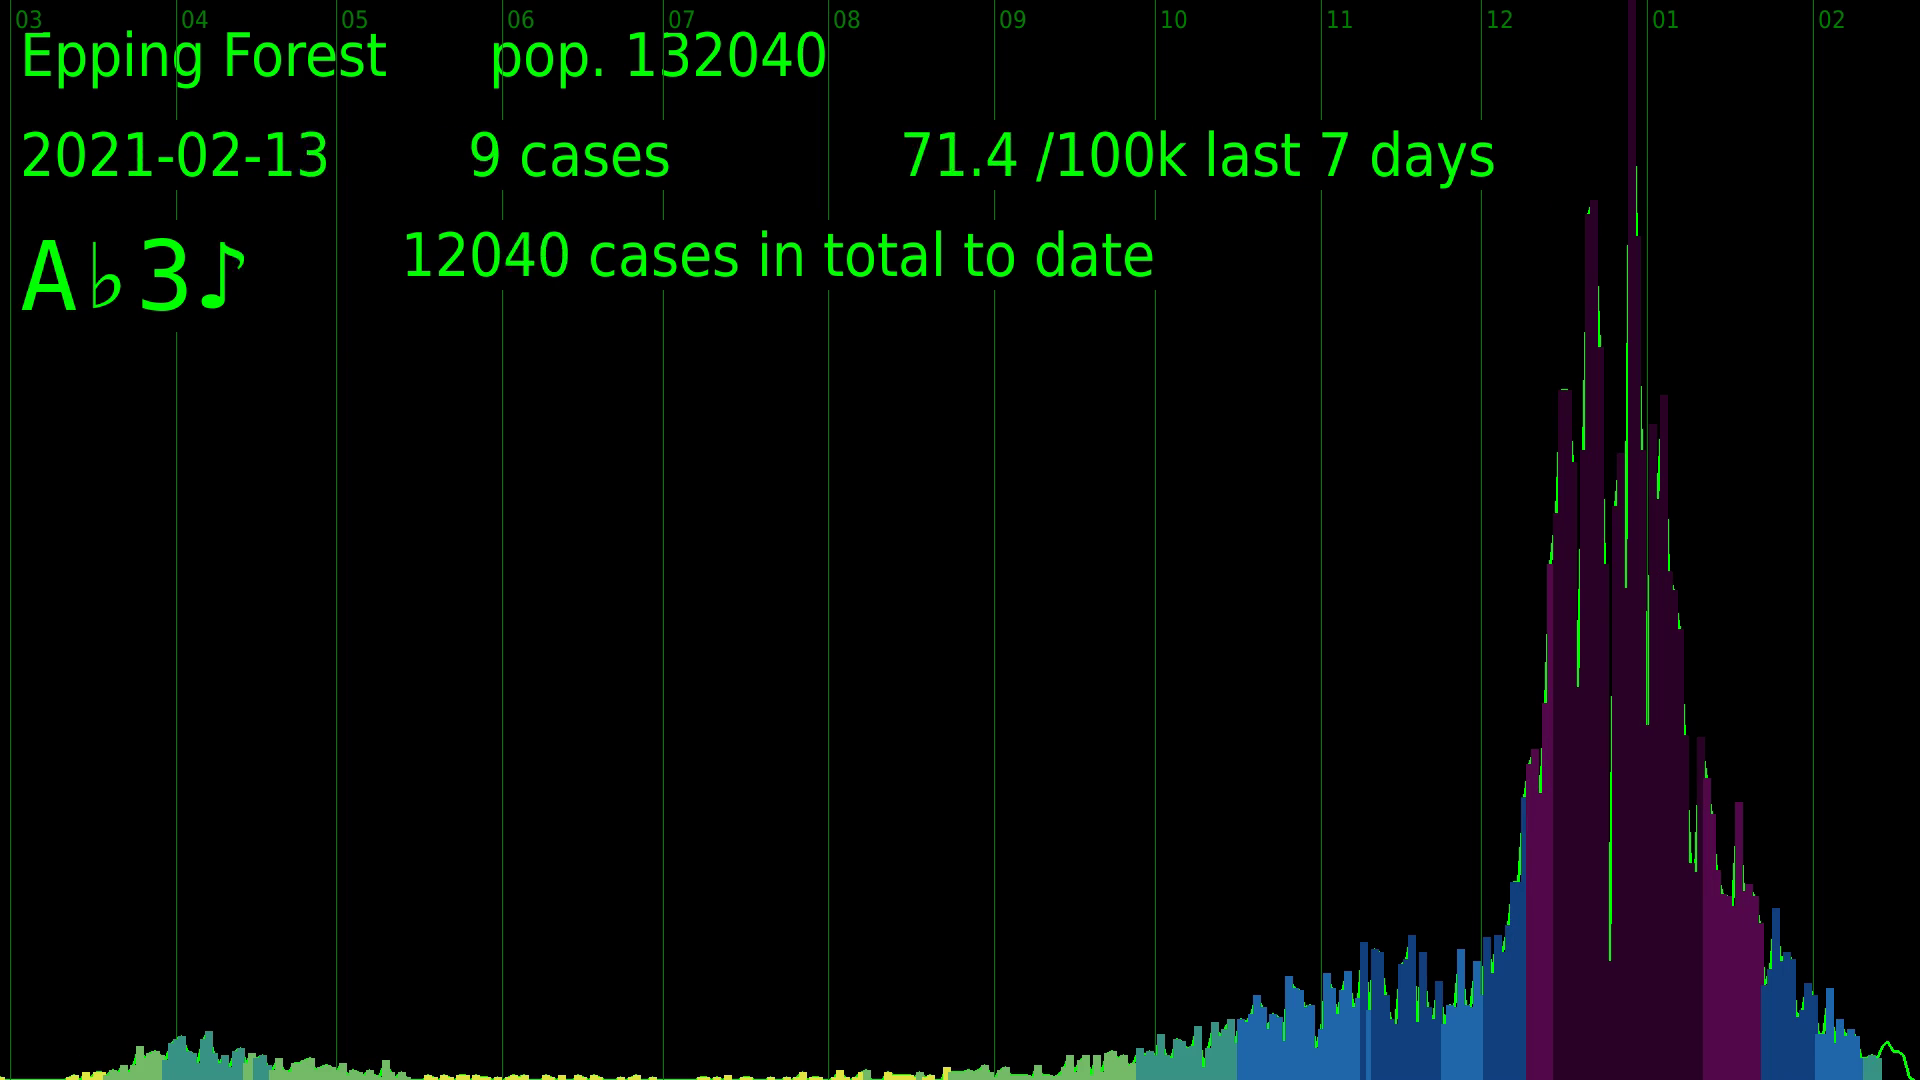 03 04 05 06 07 08 09 10 11 12 01 02
Epping Forest pop. 132040
2021-02-13 9 cases 71.4 /100k last 7 days
A♭3♪ 12040 cases in total to date